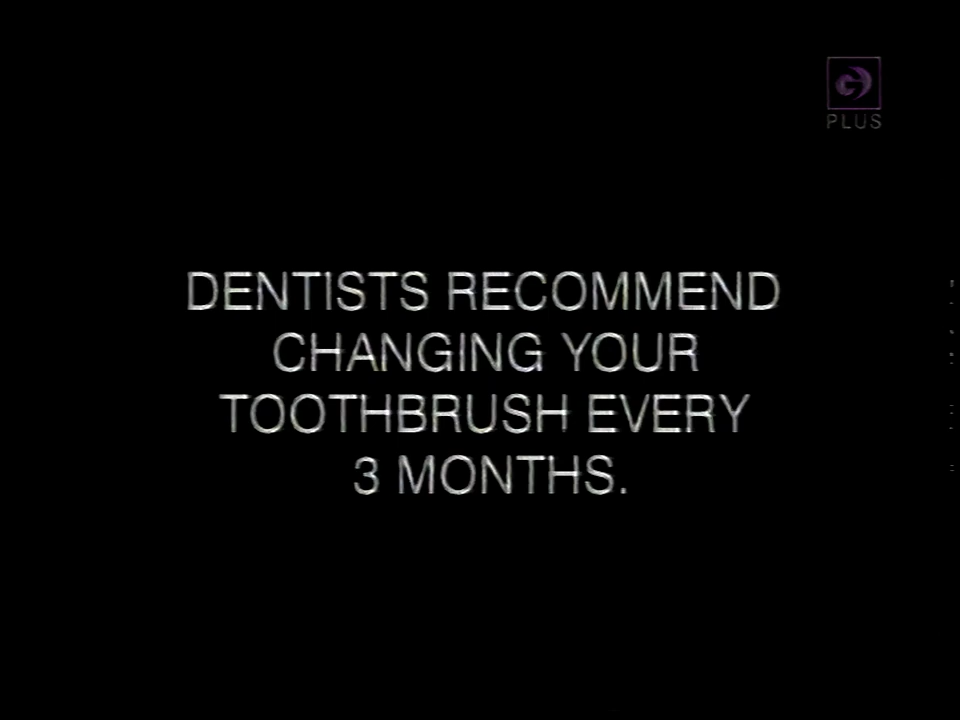 PLUS
DENTISTS RECOMMEND
CHANGING YOUR
TOOTHBRUSH EVERY
3 MONTHS.